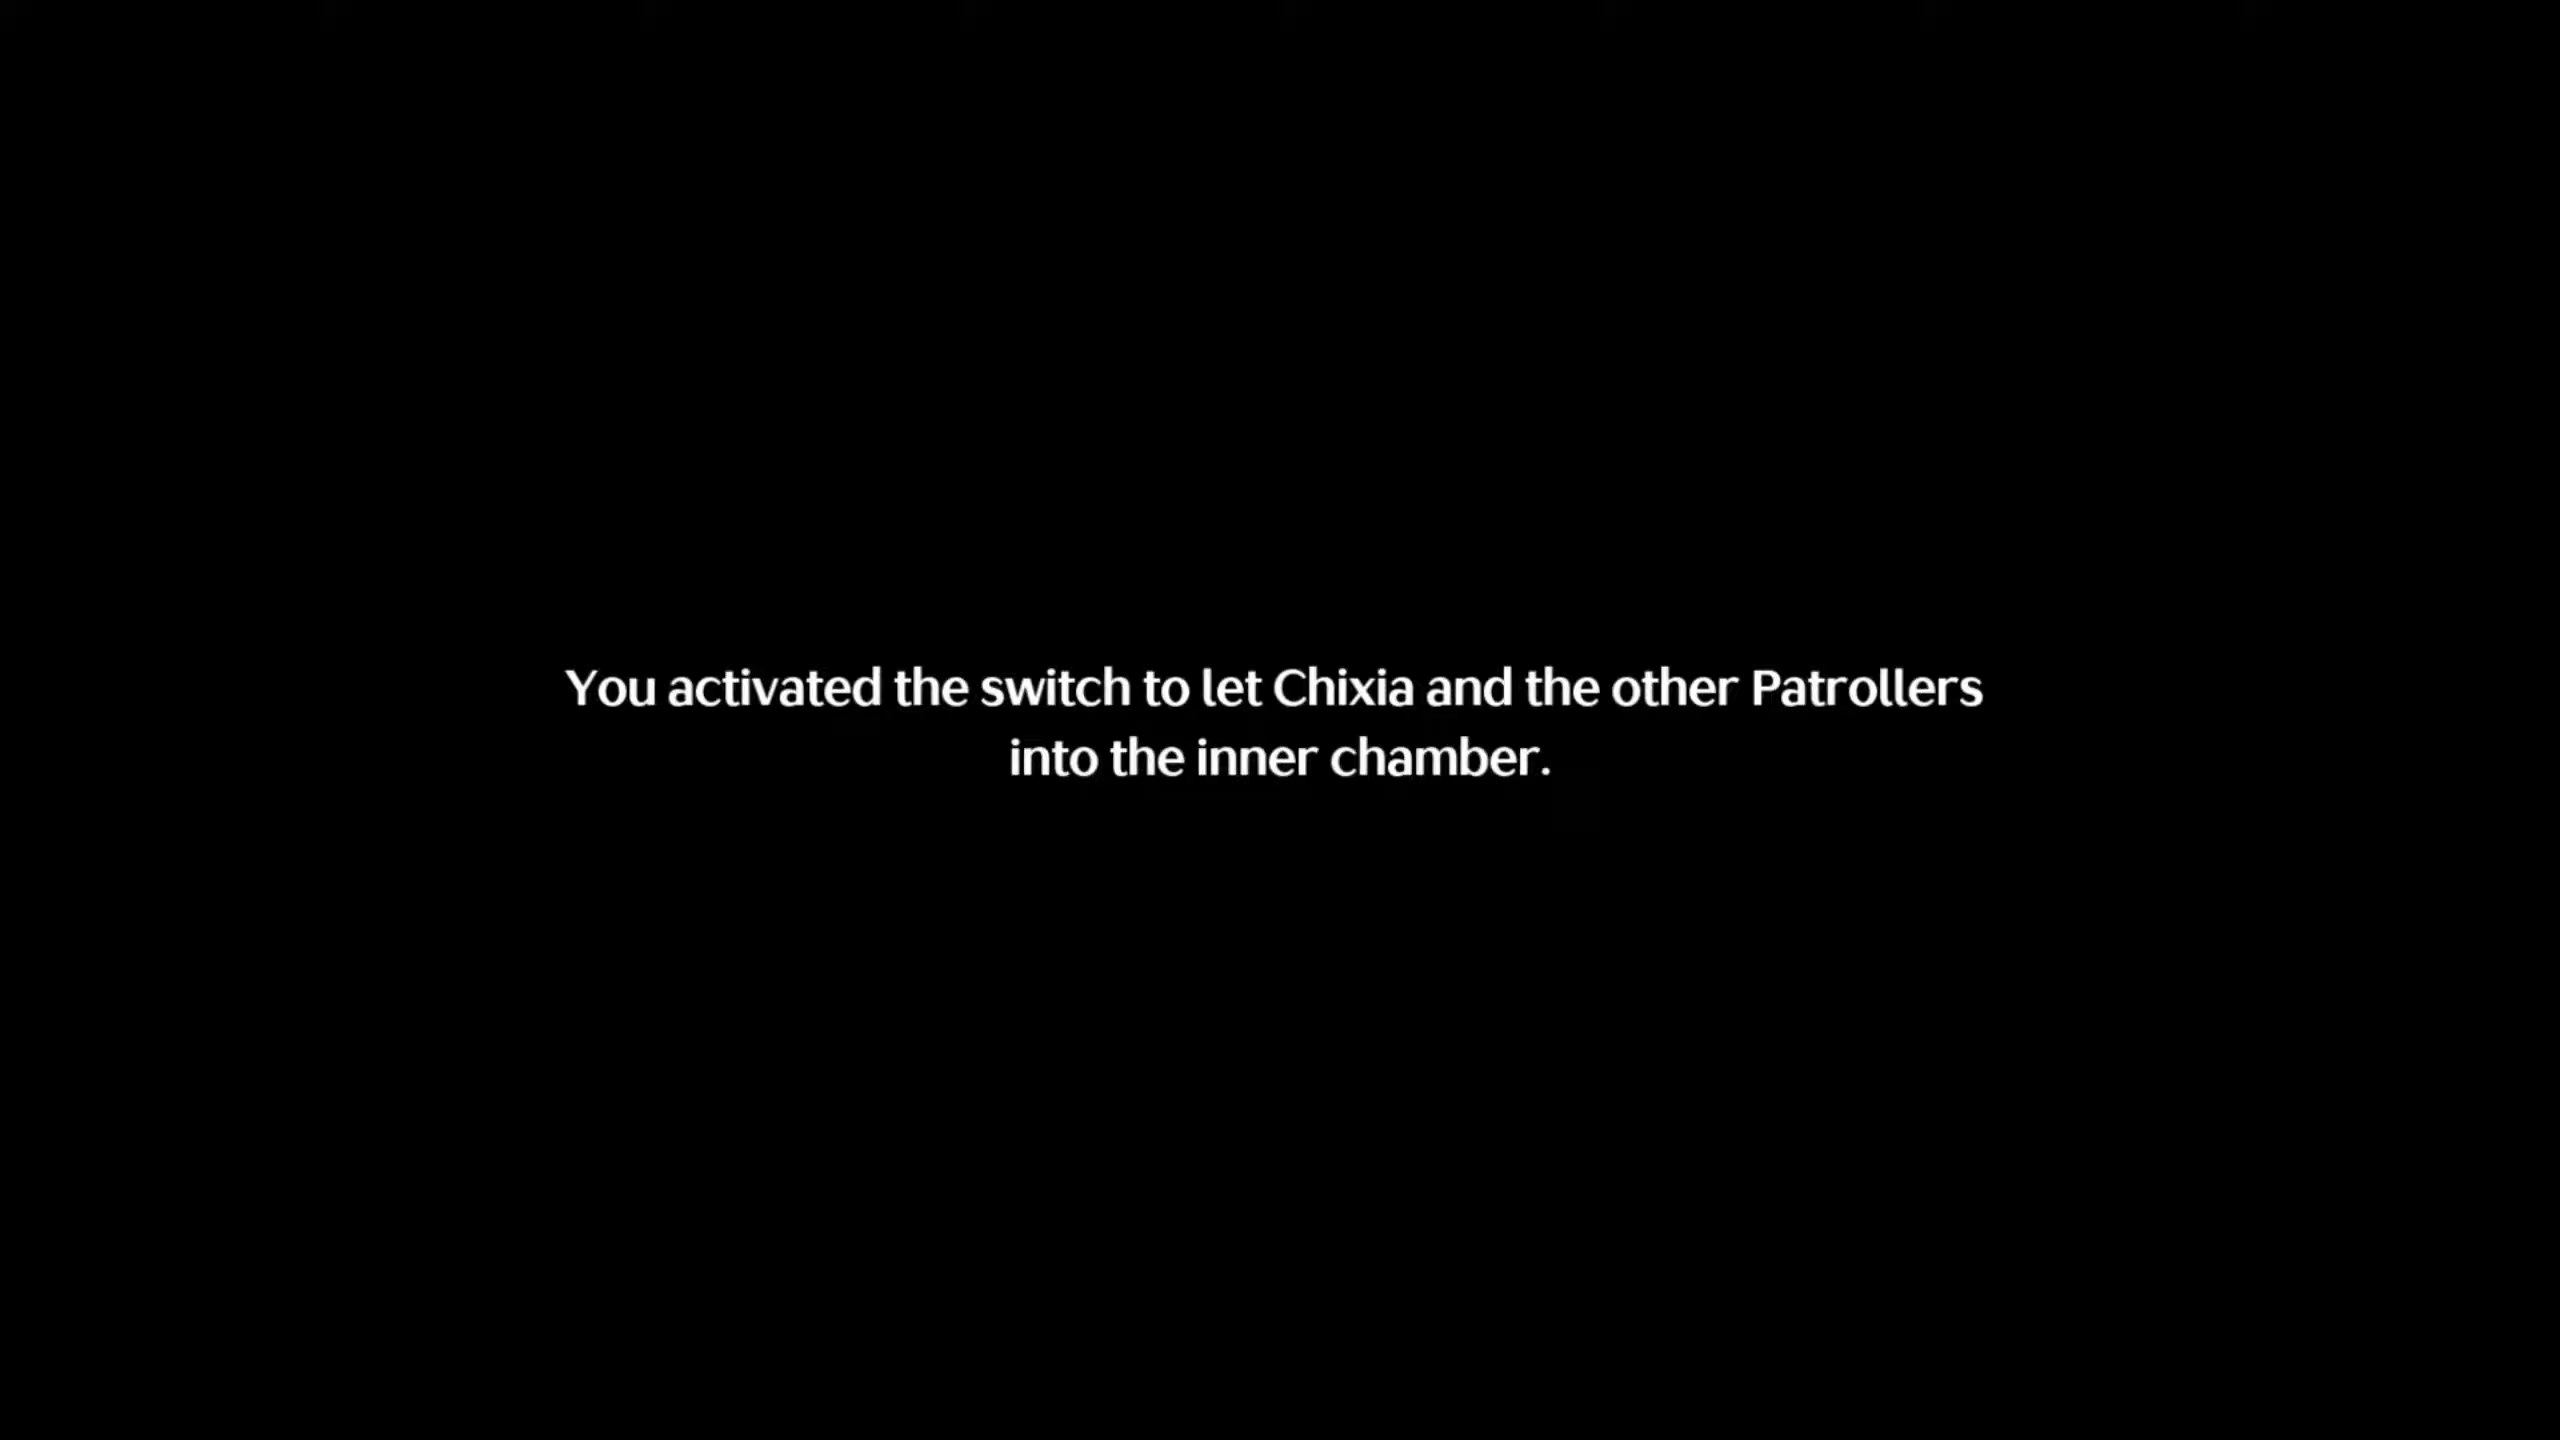 You activated the switch to let Chixia and the other Patrollers
into the inner chamber.